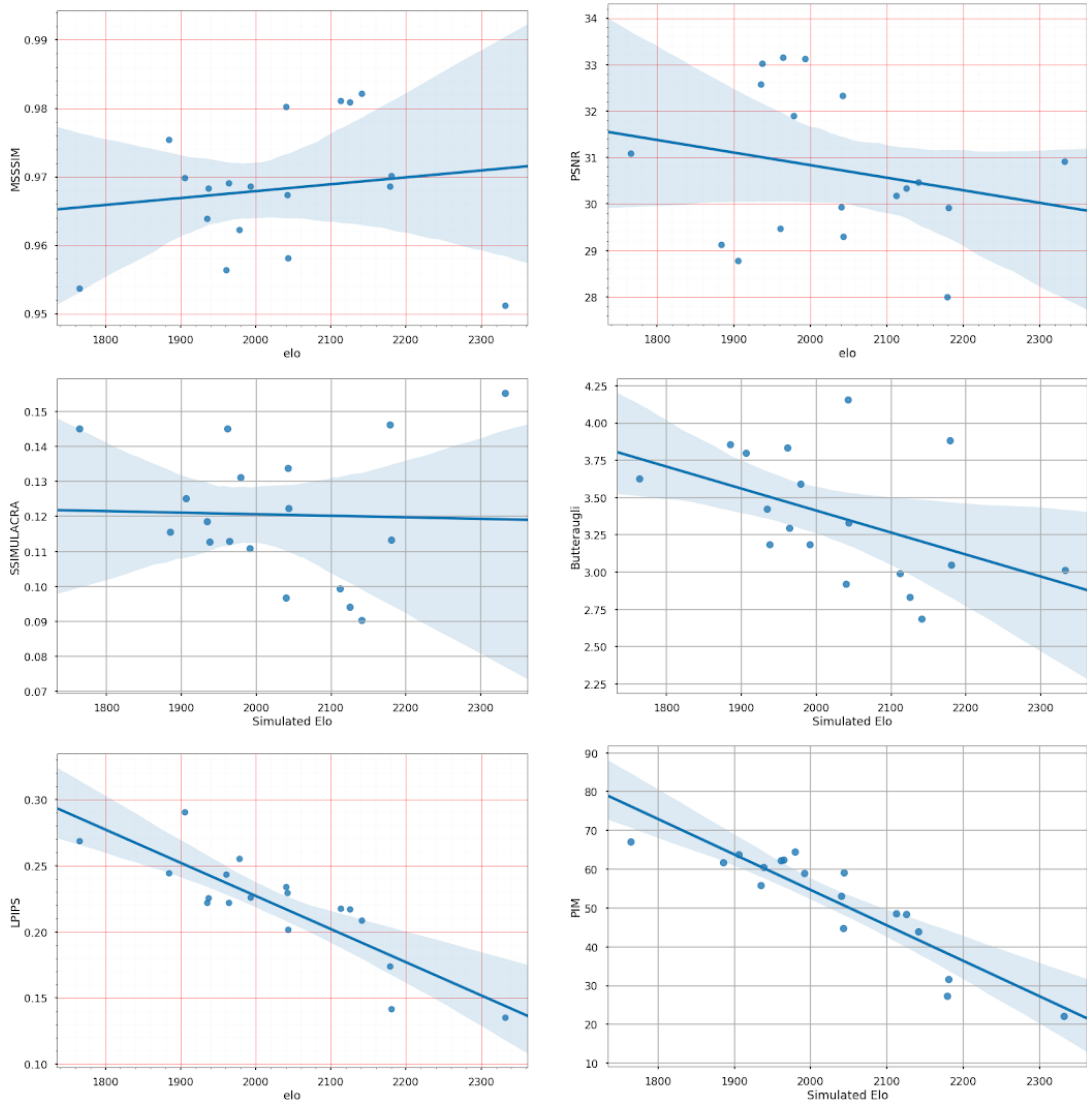 MSSSIM
0.99
0.98
0.97
0.96
0.95
1800 1900 2000 2100 2200 2300
elo
PSNR
34
33
32
31
30
29
28
1800 1900 2000 2100 2200 2300
elo
SSIMULACRA
0.15
0.14
0.13
0.12
0.11
0.10
0.09
0.08
0.07
1800 1900 2000 2100 2200 2300
Simulated Elo
Butteraugli
4.25
4.00
3.75
3.50
3.25
3.00
2.75
2.50
2.25
1800 1900 2000 2100 2200 2300
Simulated Elo
LPIPS
0.30
0.25
0.20
0.15
0.10
1800 1900 2000 2100 2200 2300
elo
PIM
90
80
70
60
50
40
30
20
10
1800 1900 2000 2100 2200 2300
Simulated Elo